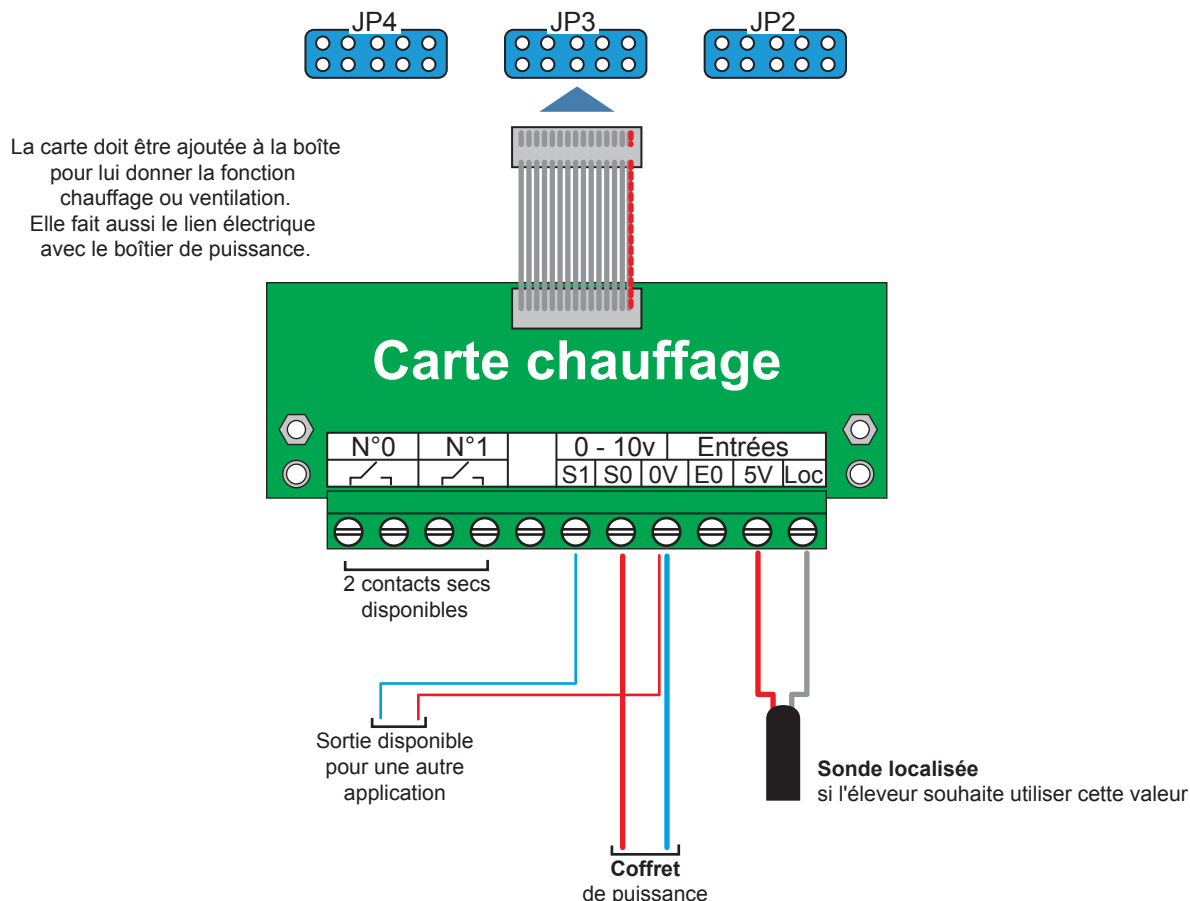 JP4 JP3 JP2
La carte doit être ajoutée à la boîte
pour lui donner la fonction
chauffage ou ventilation.
Elle fait aussi le lien électrique
avec le boîtier de puissance.
Carte chauffage
N°0 N°1 0 - 10v Entrées
S1 S0 0V E0 5V Loc
2 contacts secs
disponibles
Sortie disponible
pour une autre
application
Sonde localisée
si l'éleveur souhaite utiliser cette valeur
Coffret
de puissance